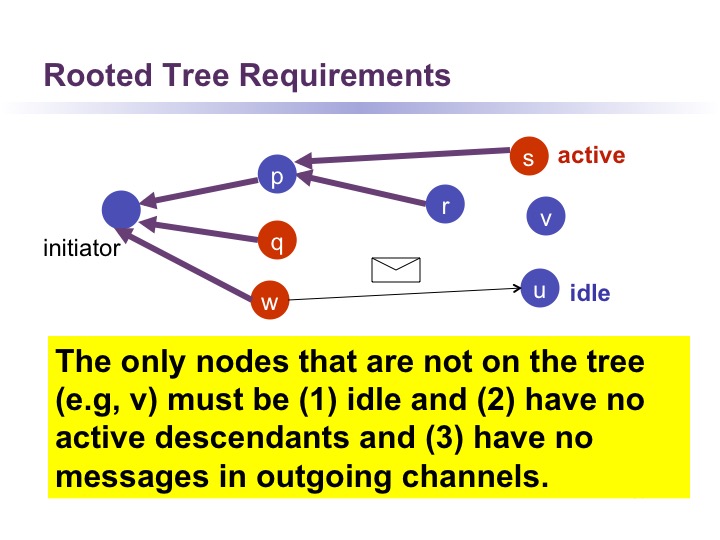 Rooted Tree Requirements
s active
p
r
v
q
initiator
w
u idle
The only nodes that are not on the tree
(e.g, v) must be (1) idle and (2) have no
active descendants and (3) have no
messages in outgoing channels.